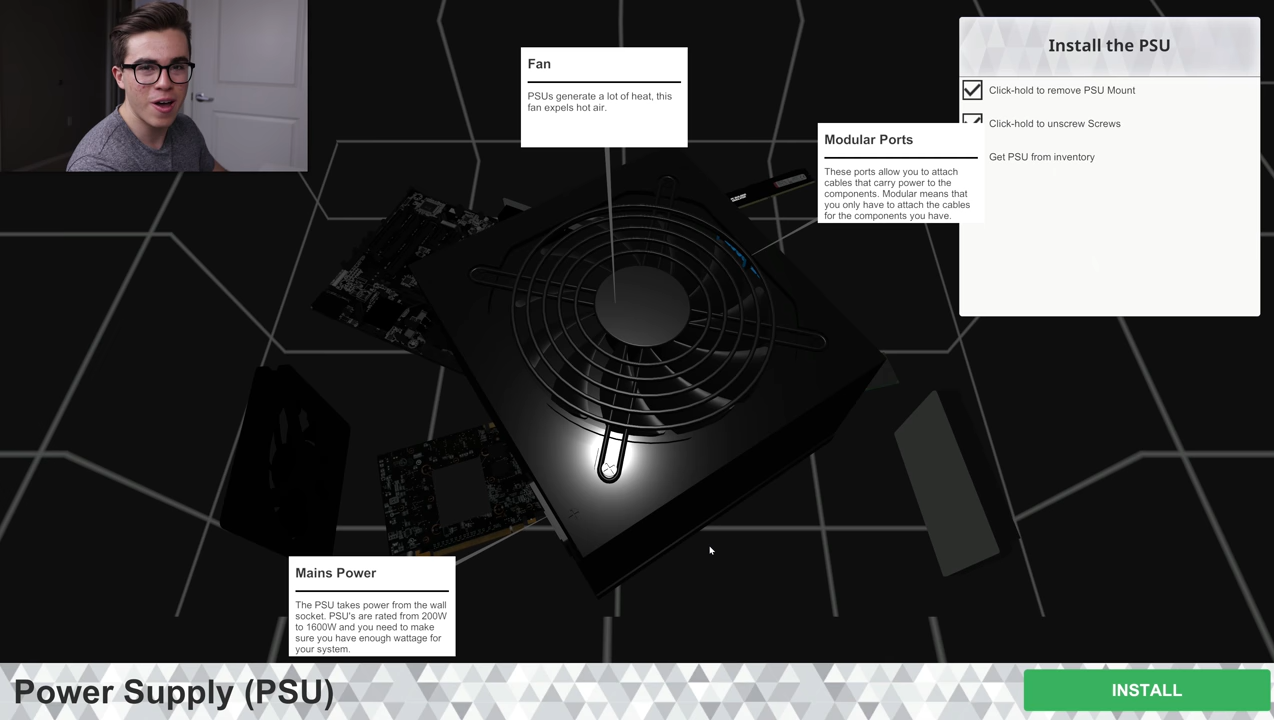 Fan
PSUs generate a lot of heat, this
fan expels hot air.
Install the PSU
Click-hold to remove PSU Mount
Click-hold to unscrew Screws
Get PSU from inventory
Modular Ports
These ports allow you to attach
cables that carry power to the
components. Modular means that
you only have to attach the cables
for the components you have.
Mains Power
The PSU takes power from the wall
socket. PSU's are rated from 200W
to 1600W and you need to make
sure you have enough wattage for
your system.
Power Supply (PSU)
INSTALL